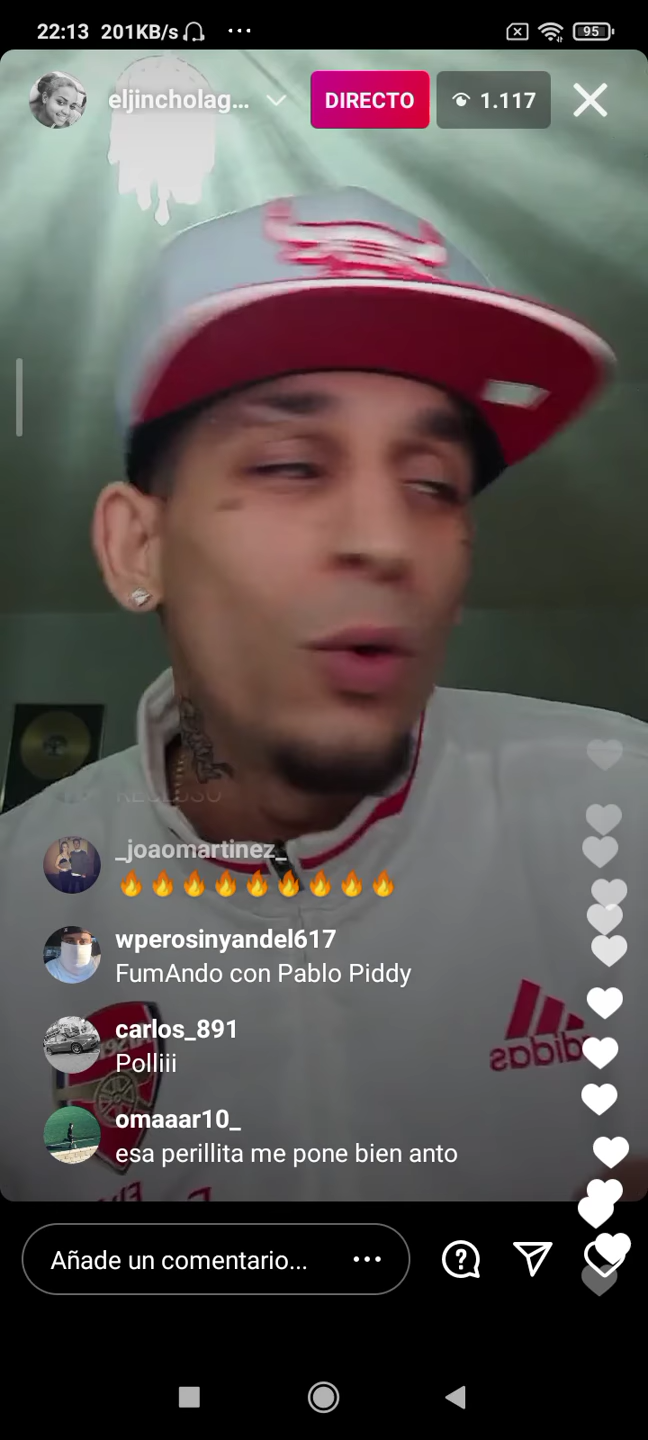 22:13 201KB/s ...
95
eljincholag...
DIRECTO
1.117
RECLUSO
_joaomartinez_
🔥🔥🔥🔥🔥🔥🔥🔥🔥
wperosinyandel617
FumAndo con Pablo Piddy
carlos_891
Polliii
adidas
omaaar10_
esa perillita me pone bien anto
Añade un comentario...